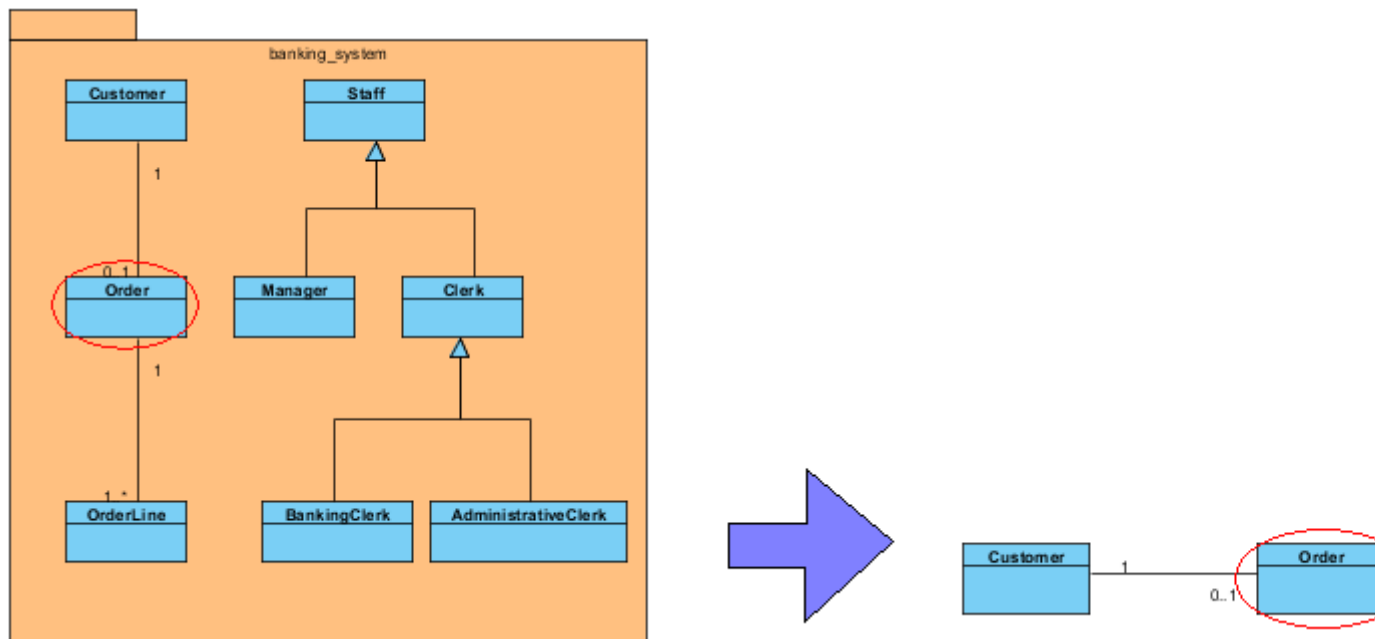 banking_system
Customer
Staff
1
0..1
Order
Manager
Clerk
1
1..*
OrderLine
BankingClerk
AdministrativeClerk
Customer
1
0..1
Order